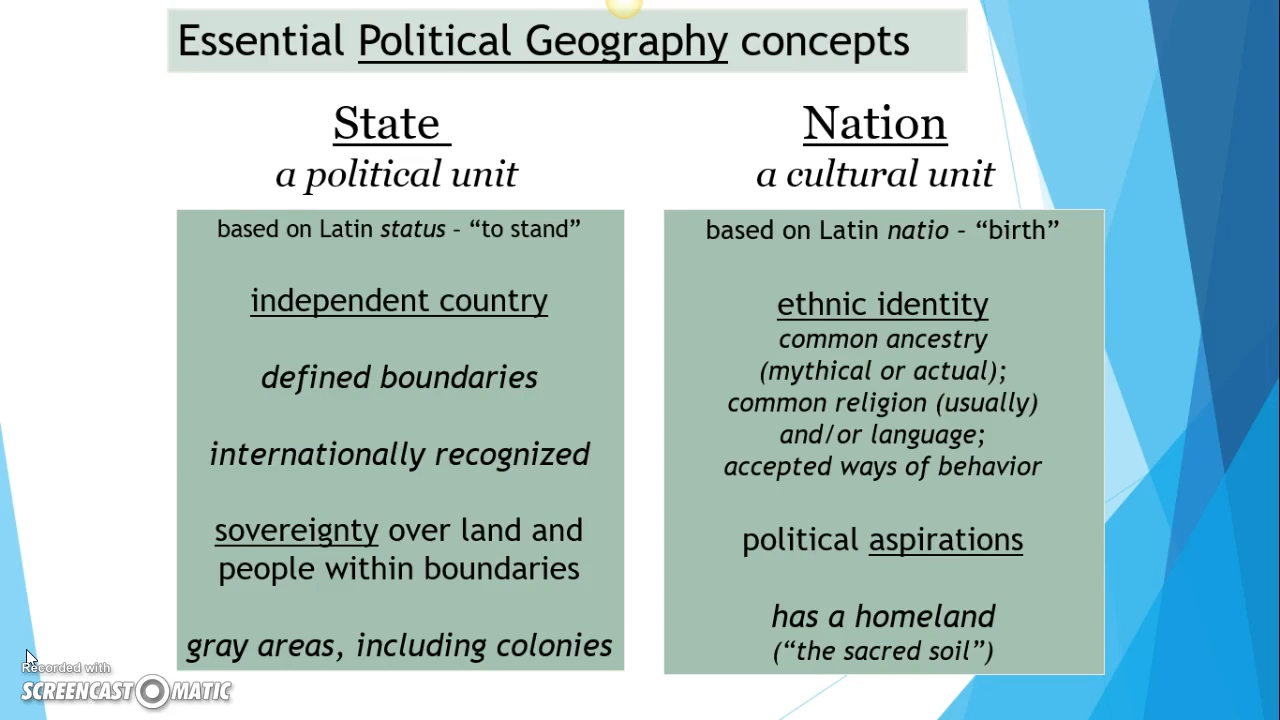 Essential Political Geography concepts
State
a political unit
based on Latin status – “to stand”
independent country
defined boundaries
internationally recognized
sovereignty over land and
people within boundaries
gray areas, including colonies
Nation
a cultural unit
based on Latin natio – “birth”
ethnic identity
common ancestry
(mythical or actual);
common religion (usually)
and/or language;
accepted ways of behavior
political aspirations
has a homeland
(“the sacred soil”)
Recorded with
SCREENCAST MATIC